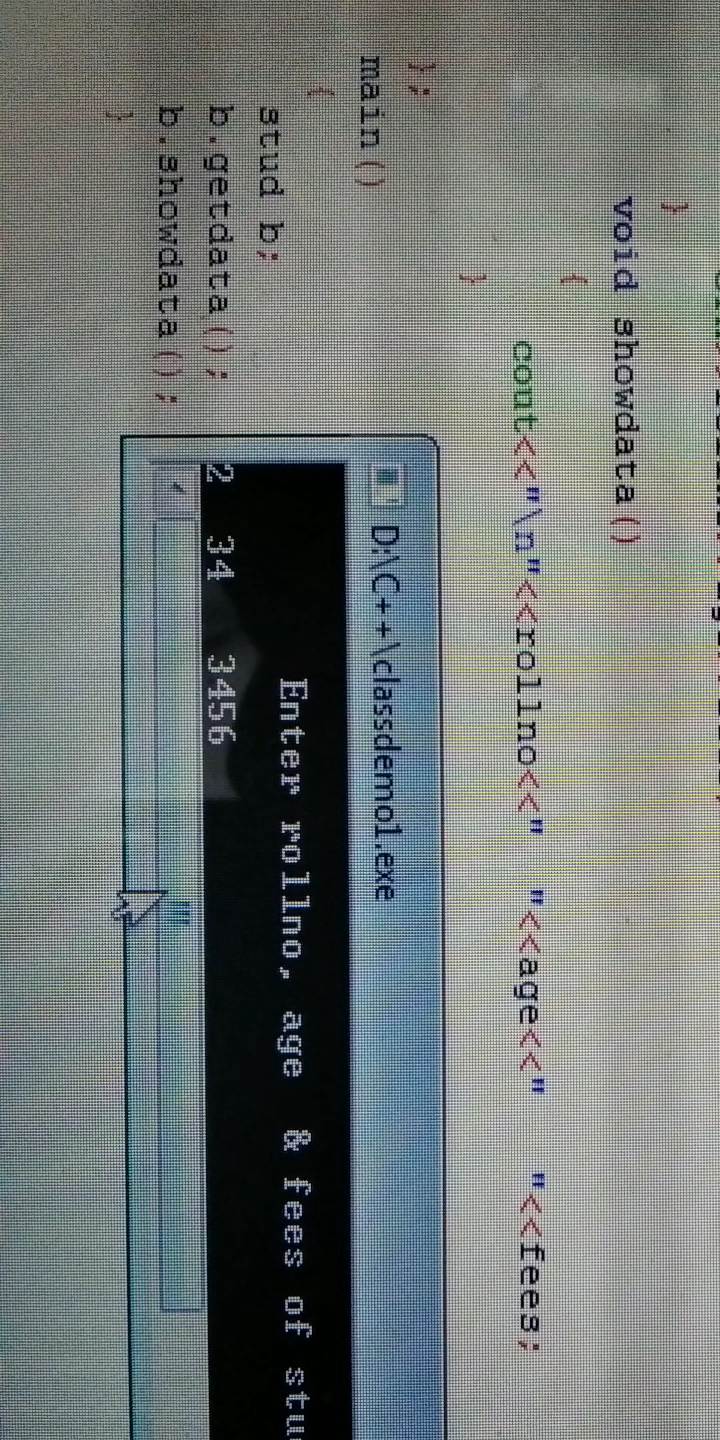 }
void showdata()
{
cout<<"\n"<<rollno<<"  "<<age<<"    "<<fees;
}
};
main()
{
stud b;
b.getdata();
b.showdata();
}
D:\C++\classdemo1.exe
Enter rollno, age  & fees of
2  34   3456